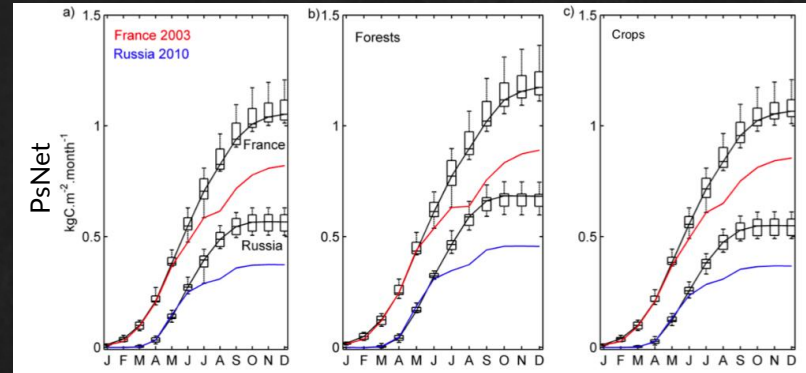 a)
France 2003
Russia 2010
France
Russia
PsNet
kgC.m⁻².month⁻¹
1.5
1
0.5
0
J F M A M J J A S O N D
b)
Forests
1.5
1
0.5
0
J F M A M J J A S O N D
c)
Crops
1.5
1
0.5
0
J F M A M J J A S O N D